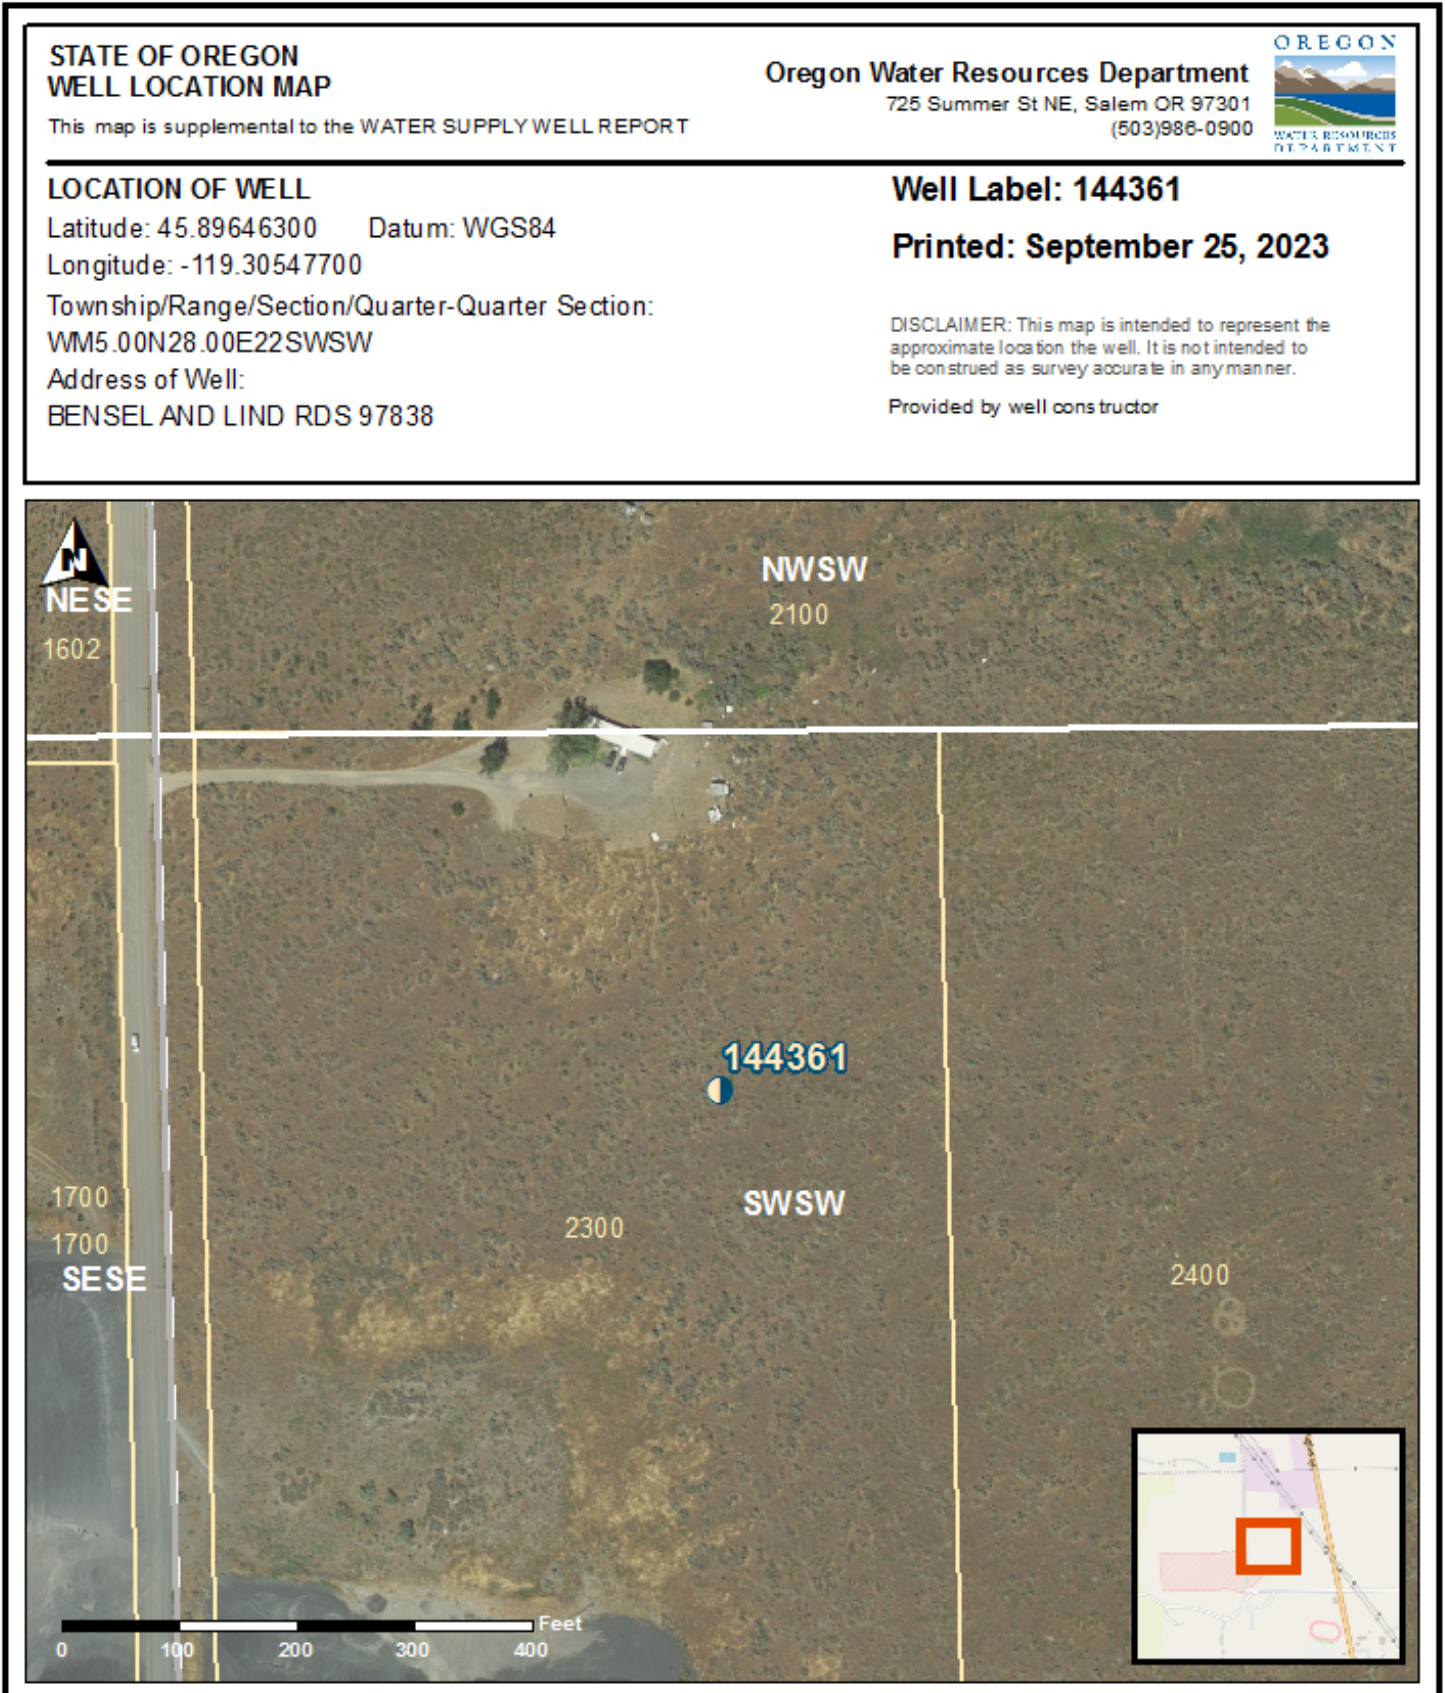 STATE OF OREGON
WELL LOCATION MAP
This map is supplemental to the WATER SUPPLY WELL REPORT
Oregon Water Resources Department
725 Summer St NE, Salem OR 97301
(503)986-0900
OREGON
WATER RESOURCES
DEPARTMENT
LOCATION OF WELL
Latitude: 45.89646300 Datum: WGS84
Longitude: -119.30547700
Township/Range/Section/Quarter-Quarter Section:
WM5.00N28.00E22SWSW
Address of Well:
BENSEL AND LIND RDS 97838
Well Label: 144361
Printed: September 25, 2023
DISCLAIMER: This map is intended to represent the
approximate location the well. It is not intended to
be construed as survey accurate in any manner.
Provided by well constructor
N
NESE
1602
NWSW
2100
144361
SWSW
2300
1700
1700
SESE
2400
Feet
0 100 200 300 400